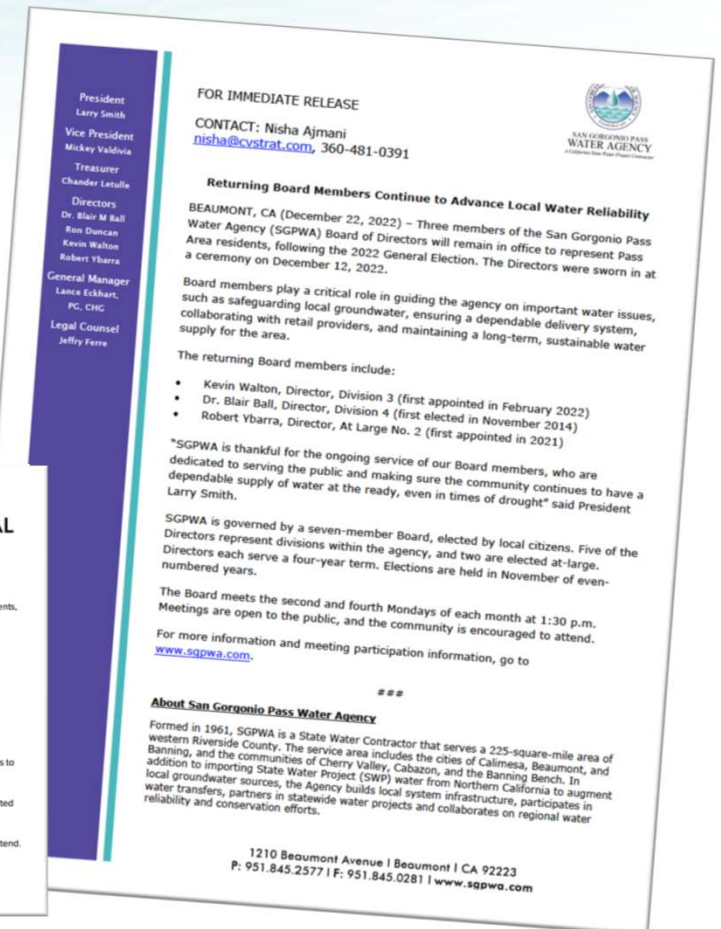 President
Larry Smith
Vice President
Mickey Valdivia
Treasurer
Chander Letulle
Directors
Dr. Blair M Ball
Ron Duncan
Kevin Walton
Robert Ybarra
General Manager
Lance Eckhart,
PG, CHG
Legal Counsel
Jeffry Ferre
SAN GORGONIO PASS
WATER AGENCY
A California State Water Project Contractor
FOR IMMEDIATE RELEASE
CONTACT: Nisha Ajmani
nisha@cvstrat.com, 360-481-0391
Returning Board Members Continue to Advance Local Water Reliability
BEAUMONT, CA (December 22, 2022) – Three members of the San Gorgonio Pass
Water Agency (SGPWA) Board of Directors will remain in office to represent Pass
Area residents, following the 2022 General Election. The Directors were sworn in at
a ceremony on December 12, 2022.
Board members play a critical role in guiding the agency on important water issues,
such as safeguarding local groundwater, ensuring a dependable delivery system,
collaborating with retail providers, and maintaining a long-term, sustainable water
supply for the area.
The returning Board members include:
• Kevin Walton, Director, Division 3 (first appointed in February 2022)
• Dr. Blair Ball, Director, Division 4 (first elected in November 2014)
• Robert Ybarra, Director, At Large No. 2 (first appointed in 2021)
"SGPWA is thankful for the ongoing service of our Board members, who are
dedicated to serving the public and making sure the community continues to have a
dependable supply of water at the ready, even in times of drought" said President
Larry Smith.
SGPWA is governed by a seven-member Board, elected by local citizens. Five of the
Directors represent divisions within the agency, and two are elected at-large.
Directors each serve a four-year term. Elections are held in November of even-
numbered years.
The Board meets the second and fourth Mondays of each month at 1:30 p.m.
Meetings are open to the public, and the community is encouraged to attend.
For more information and meeting participation information, go to
www.sgpwa.com.
###
About San Gorgonio Pass Water Agency
Formed in 1961, SGPWA is a State Water Contractor that serves a 225-square-mile area of
western Riverside County. The service area includes the cities of Calimesa, Beaumont, and
Banning, and the communities of Cherry Valley, Cabazon, and the Banning Bench. In
addition to importing State Water Project (SWP) water from Northern California to augment
local groundwater sources, the Agency builds local system infrastructure, participates in
water transfers, partners in statewide water projects and collaborates on regional water
reliability and conservation efforts.
1210 Beaumont Avenue | Beaumont | CA 92223
P: 951.845.2577 | F: 951.845.0281 | www.sgpwa.com